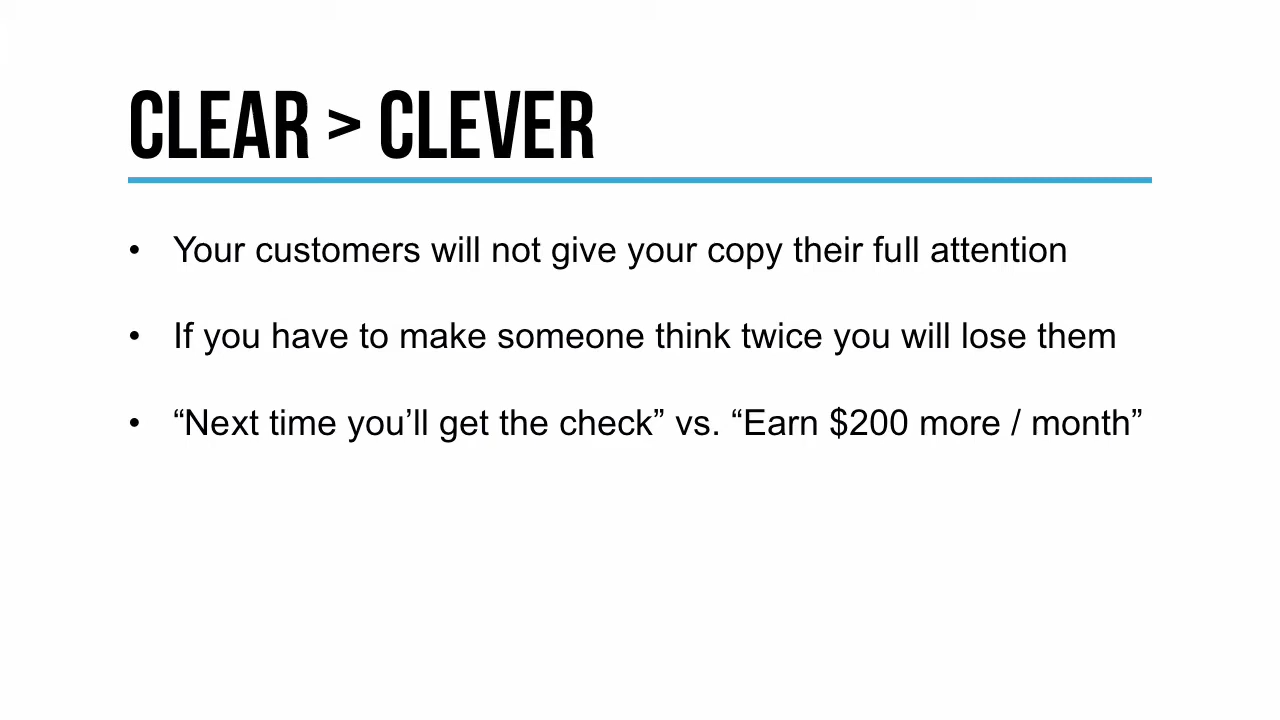 CLEAR > CLEVER
• Your customers will not give your copy their full attention
• If you have to make someone think twice you will lose them
• “Next time you’ll get the check” vs. “Earn $200 more / month”